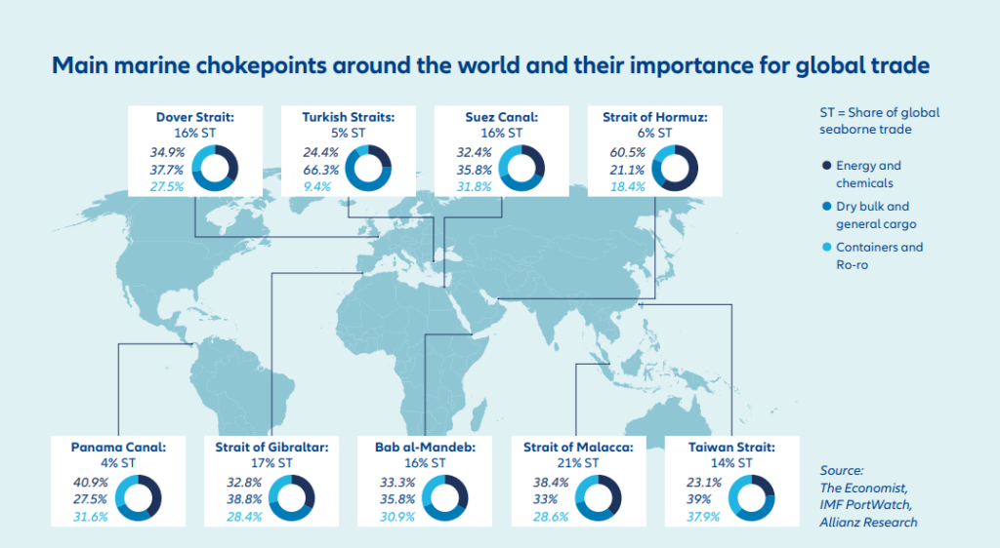 Main marine chokepoints around the world and their importance for global trade
Dover Strait:
16% ST
34.9%
37.7%
27.5%
Turkish Straits:
5% ST
24.4%
66.3%
9.4%
Suez Canal:
16% ST
32.4%
35.8%
31.8%
Strait of Hormuz:
6% ST
60.5%
21.1%
18.4%
ST = Share of global
seaborne trade
Energy and
chemicals
Dry bulk and
general cargo
Containers and
Ro-ro
Panama Canal:
4% ST
40.9%
27.5%
31.6%
Strait of Gibraltar:
17% ST
32.8%
38.8%
28.4%
Bab al-Mandeb:
16% ST
33.3%
35.8%
30.9%
Strait of Malacca:
21% ST
38.4%
33%
28.6%
Taiwan Strait:
14% ST
23.1%
39%
37.9%
Source:
The Economist,
IMF PortWatch,
Allianz Research